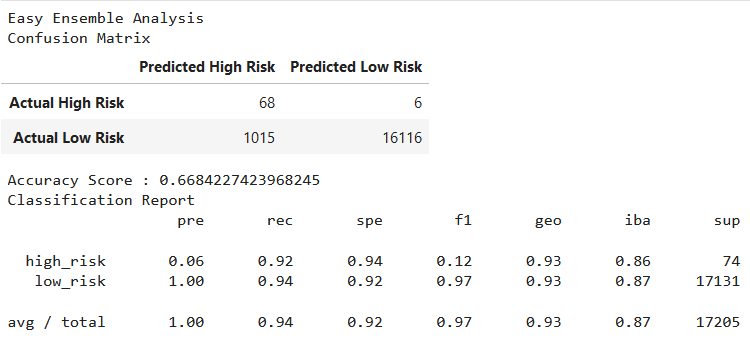 Easy Ensemble Analysis
Confusion Matrix
Predicted High Risk Predicted Low Risk
Actual High Risk 68 6
Actual Low Risk 1015 16116
Accuracy Score : 0.6684227423968245
Classification Report
pre rec spe f1 geo iba sup
high_risk 0.06 0.92 0.94 0.12 0.93 0.86 74
low_risk 1.00 0.94 0.92 0.97 0.93 0.87 17131
avg / total 1.00 0.94 0.92 0.97 0.93 0.87 17205